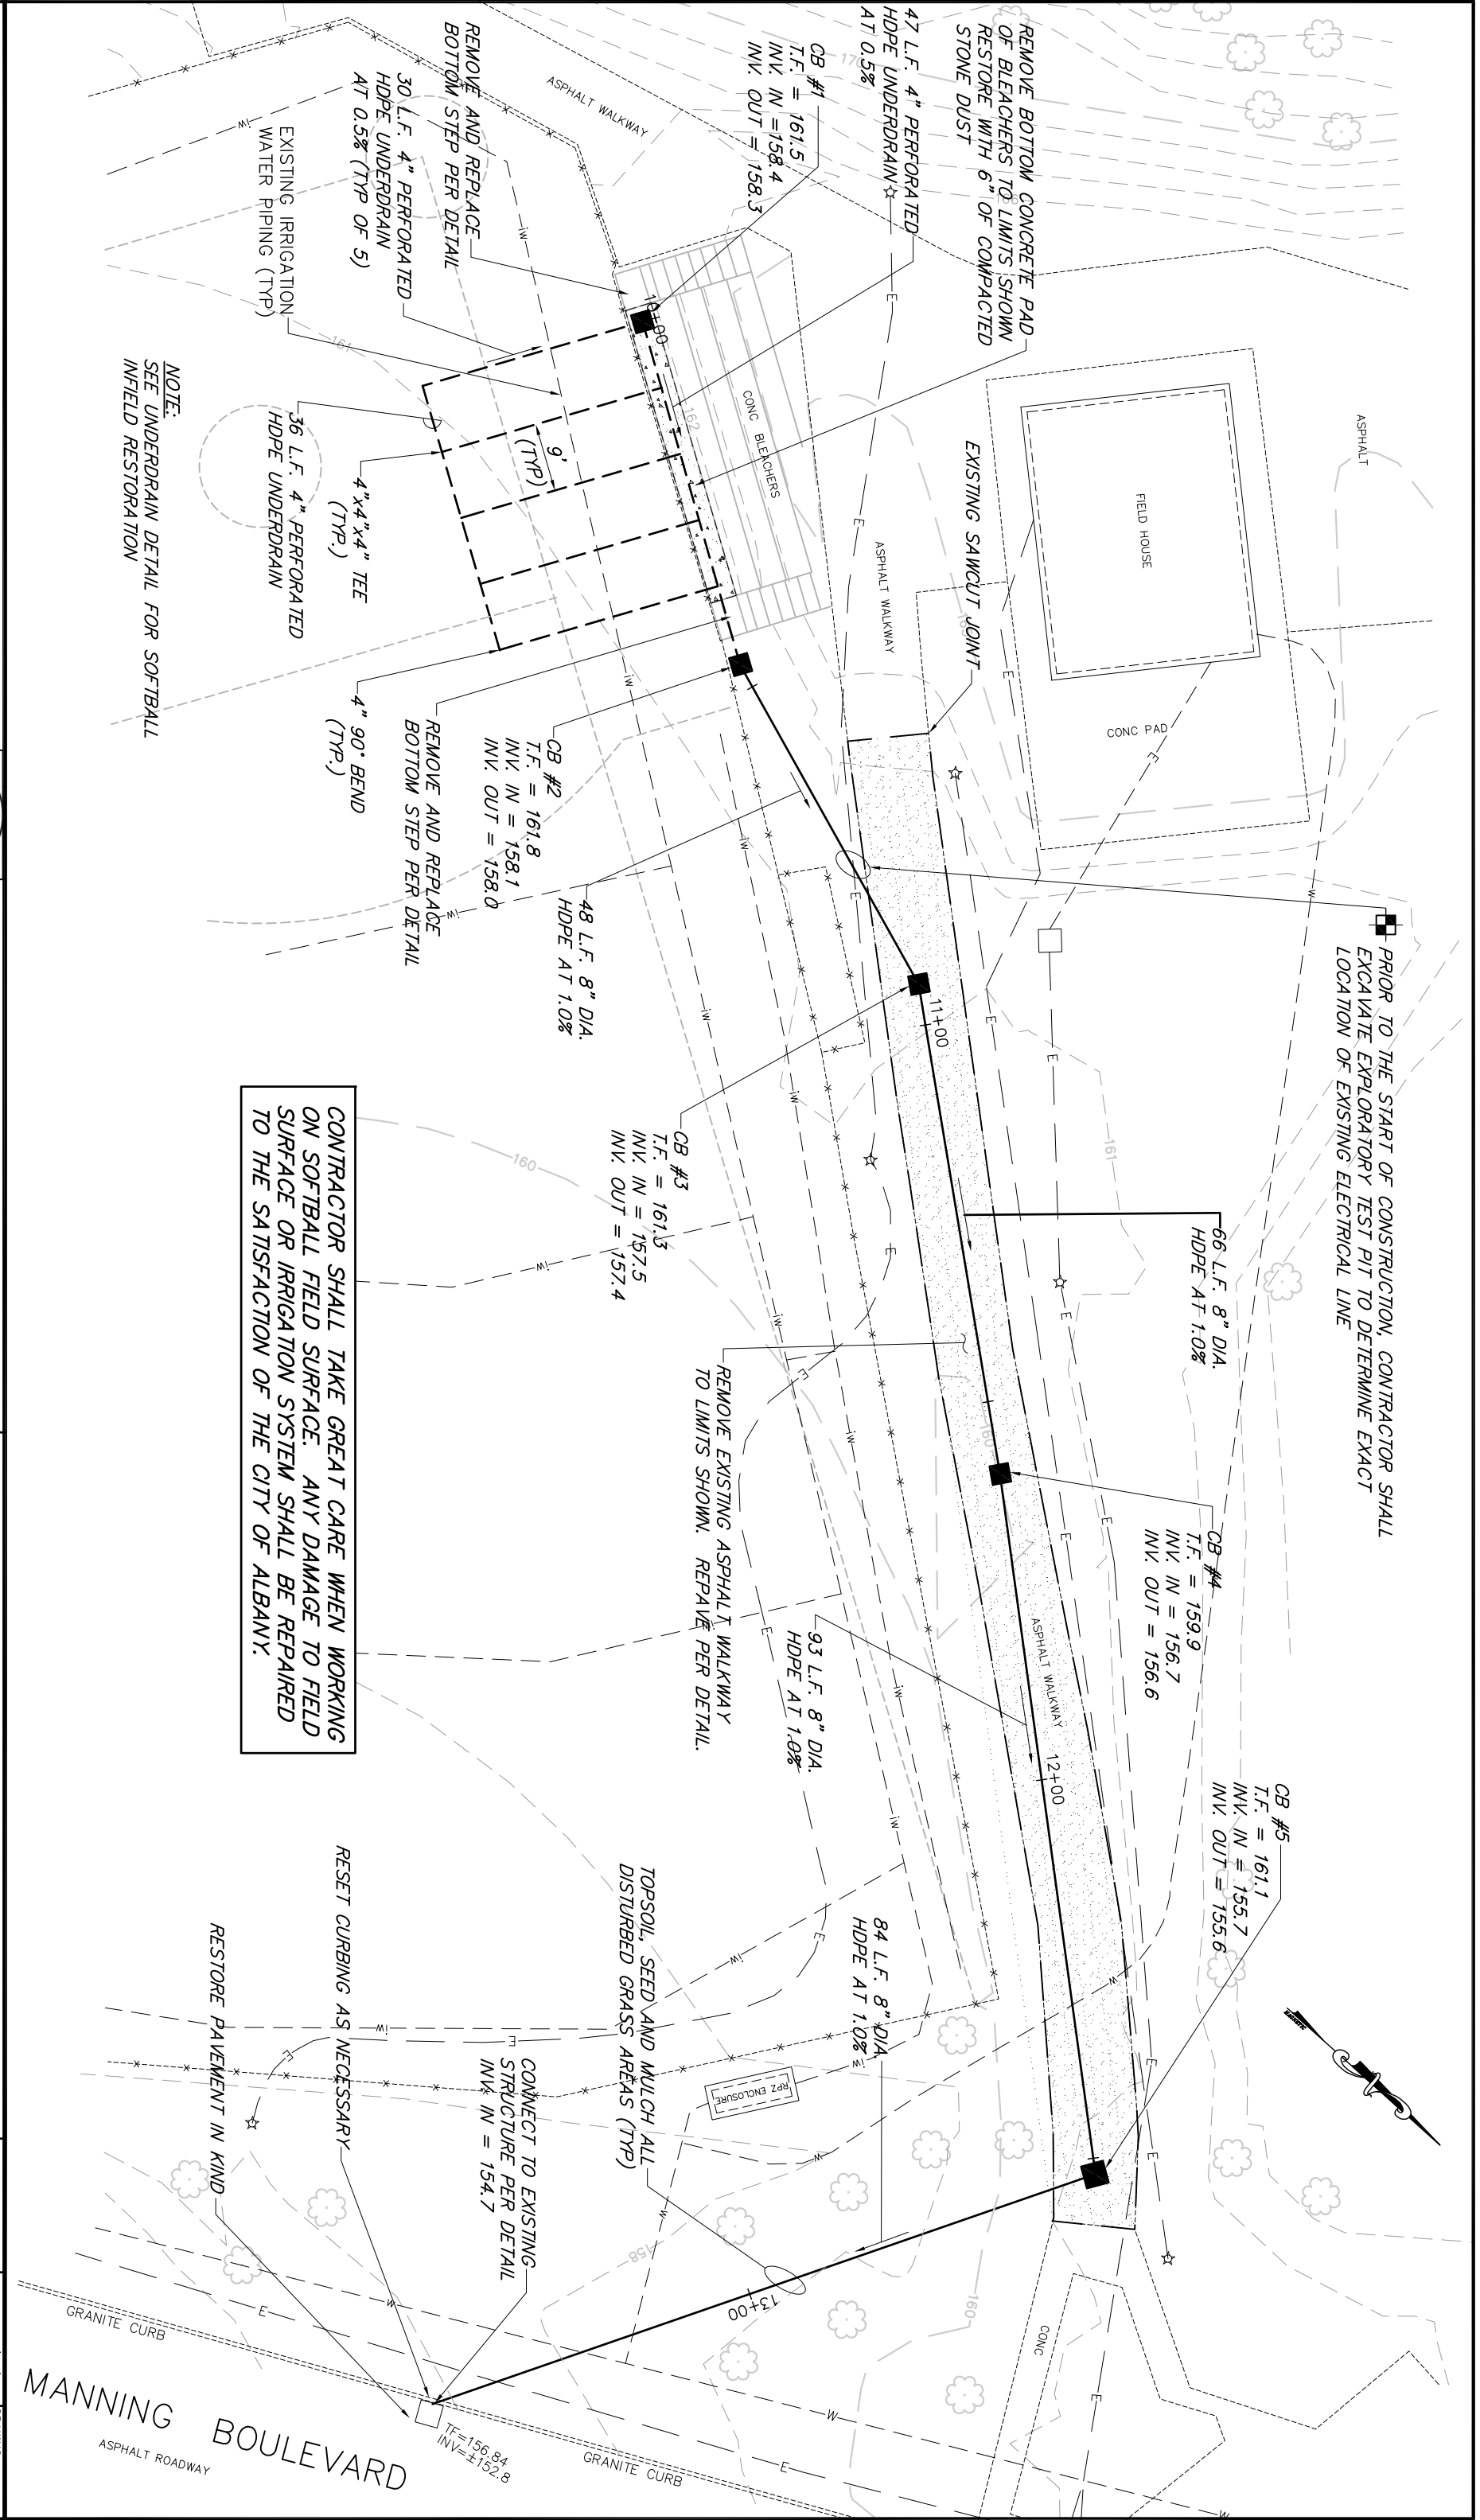 REMOVE BOTTOM CONCRETE PAD
OF BLEACHERS TO LIMITS SHOWN
RESTORE WITH 6" OF COMPACTED
STONE DUST
47 L.F. 4" PERFORATED
HDPE UNDERDRAIN
AT 0.5%
170
166
CB #1
T.F. = 161.5
INV. IN =158.4
INV. OUT = 158.3
ASPHALT WALKWAY
REMOVE AND REPLACE
BOTTOM STEP PER DETAIL
30 L.F. 4" PERFORATED
HDPE UNDERDRAIN
AT 0.5% (TYP OF 5)
EXISTING IRRIGATION
WATER PIPING (TYP)
161
10+00
162
CONC BLEACHERS
9'
(TYP)
4"x4"x4" TEE
(TYP.)
36 L.F. 4" PERFORATED
HDPE UNDERDRAIN
NOTE:
SEE UNDERDRAIN DETAIL FOR SOFTBALL
INFIELD RESTORATION
ASPHALT
FIELD HOUSE
CONC PAD
EXISTING SAWCUT JOINT
ASPHALT WALKWAY
4" 90° BEND
(TYP.)
REMOVE AND REPLACE
BOTTOM STEP PER DETAIL
CB #2
T.F. = 161.8
INV. IN = 158.1
INV. OUT = 158.0
48 L.F. 8" DIA.
HDPE AT 1.0%
PRIOR TO THE START OF CONSTRUCTION, CONTRACTOR SHALL
EXCAVATE EXPLORATORY TEST PIT TO DETERMINE EXACT
LOCATION OF EXISTING ELECTRICAL LINE
11+00
161
160
CB #3
T.F. = 161.3
INV. IN = 157.5
INV. OUT = 157.4
66 L.F. 8" DIA.
HDPE AT 1.0%
CONTRACTOR SHALL TAKE GREAT CARE WHEN WORKING
ON SOFTBALL FIELD SURFACE. ANY DAMAGE TO FIELD
SURFACE OR IRRIGATION SYSTEM SHALL BE REPAIRED
TO THE SATISFACTION OF THE CITY OF ALBANY.
REMOVE EXISTING ASPHALT WALKWAY
TO LIMITS SHOWN. REPAVE PER DETAIL.
160
CB #4
T.F. = 159.9
INV. IN = 156.7
INV. OUT = 156.6
93 L.F. 8" DIA.
HDPE AT 1.0%
ASPHALT WALKWAY
12+00
CB #5
T.F. = 161.1
INV. IN = 155.7
INV. OUT = 155.6
84 L.F. 8" DIA.
HDPE AT 1.0%
TOPSOIL, SEED AND MULCH ALL
DISTURBED GRASS AREAS (TYP)
RESET CURBING AS NECESSARY
RESTORE PAVEMENT IN KIND
CONNECT TO EXISTING
STRUCTURE PER DETAIL
INV. IN = 154.7
RPZ ENCLOSURE
158
160
13+00
CONC
GRANITE CURB
MANNING BOULEVARD
ASPHALT ROADWAY
TF=156.84
INV=±152.8
GRANITE CURB